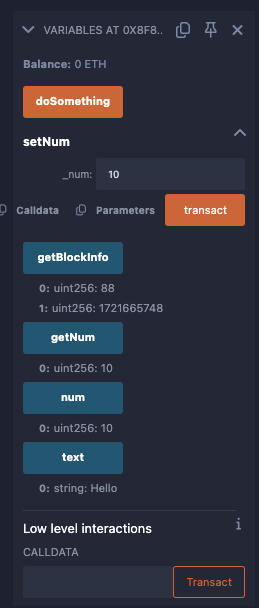 VARIABLES AT 0X8F8..
Balance: 0 ETH
doSomething
setNum
_num: 10
Calldata Parameters transact
getBlockInfo
0: uint256: 88
1: uint256: 1721665748
getNum
0: uint256: 10
num
0: uint256: 10
text
0: string: Hello
Low level interactions i
CALLDATA
Transact